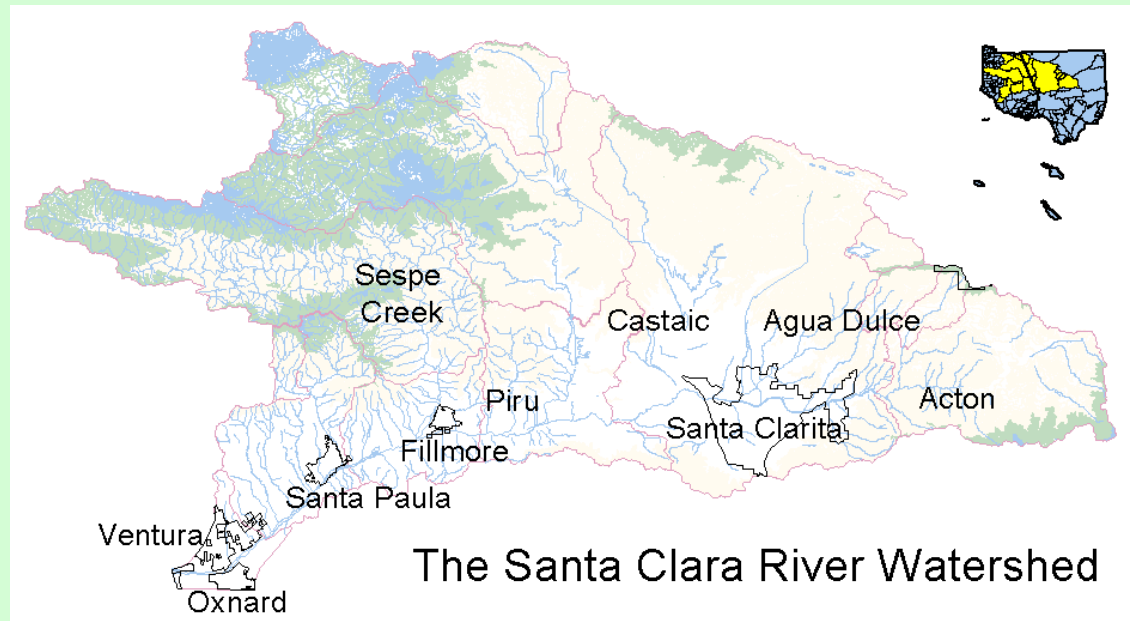 Sespe
Creek
Castaic
Agua Dulce
Piru
Acton
Santa Clarita
Fillmore
Santa Paula
Ventura
The Santa Clara River Watershed
Oxnard